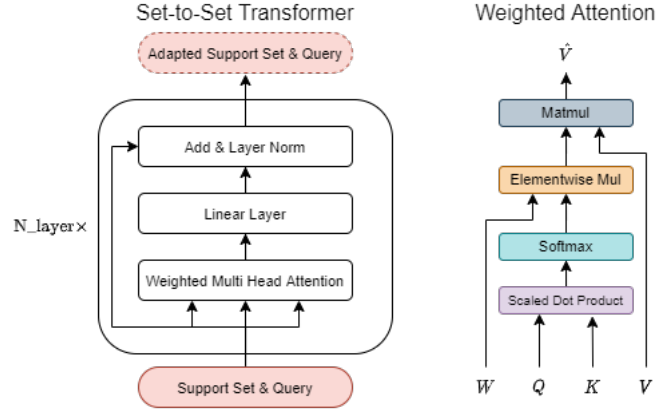 Set-to-Set Transformer
Adapted Support Set & Query
Add & Layer Norm
Linear Layer
N_layer×
Weighted Multi Head Attention
Support Set & Query
Weighted Attention
V̂
Matmul
Elementwise Mul
Softmax
Scaled Dot Product
W Q K V